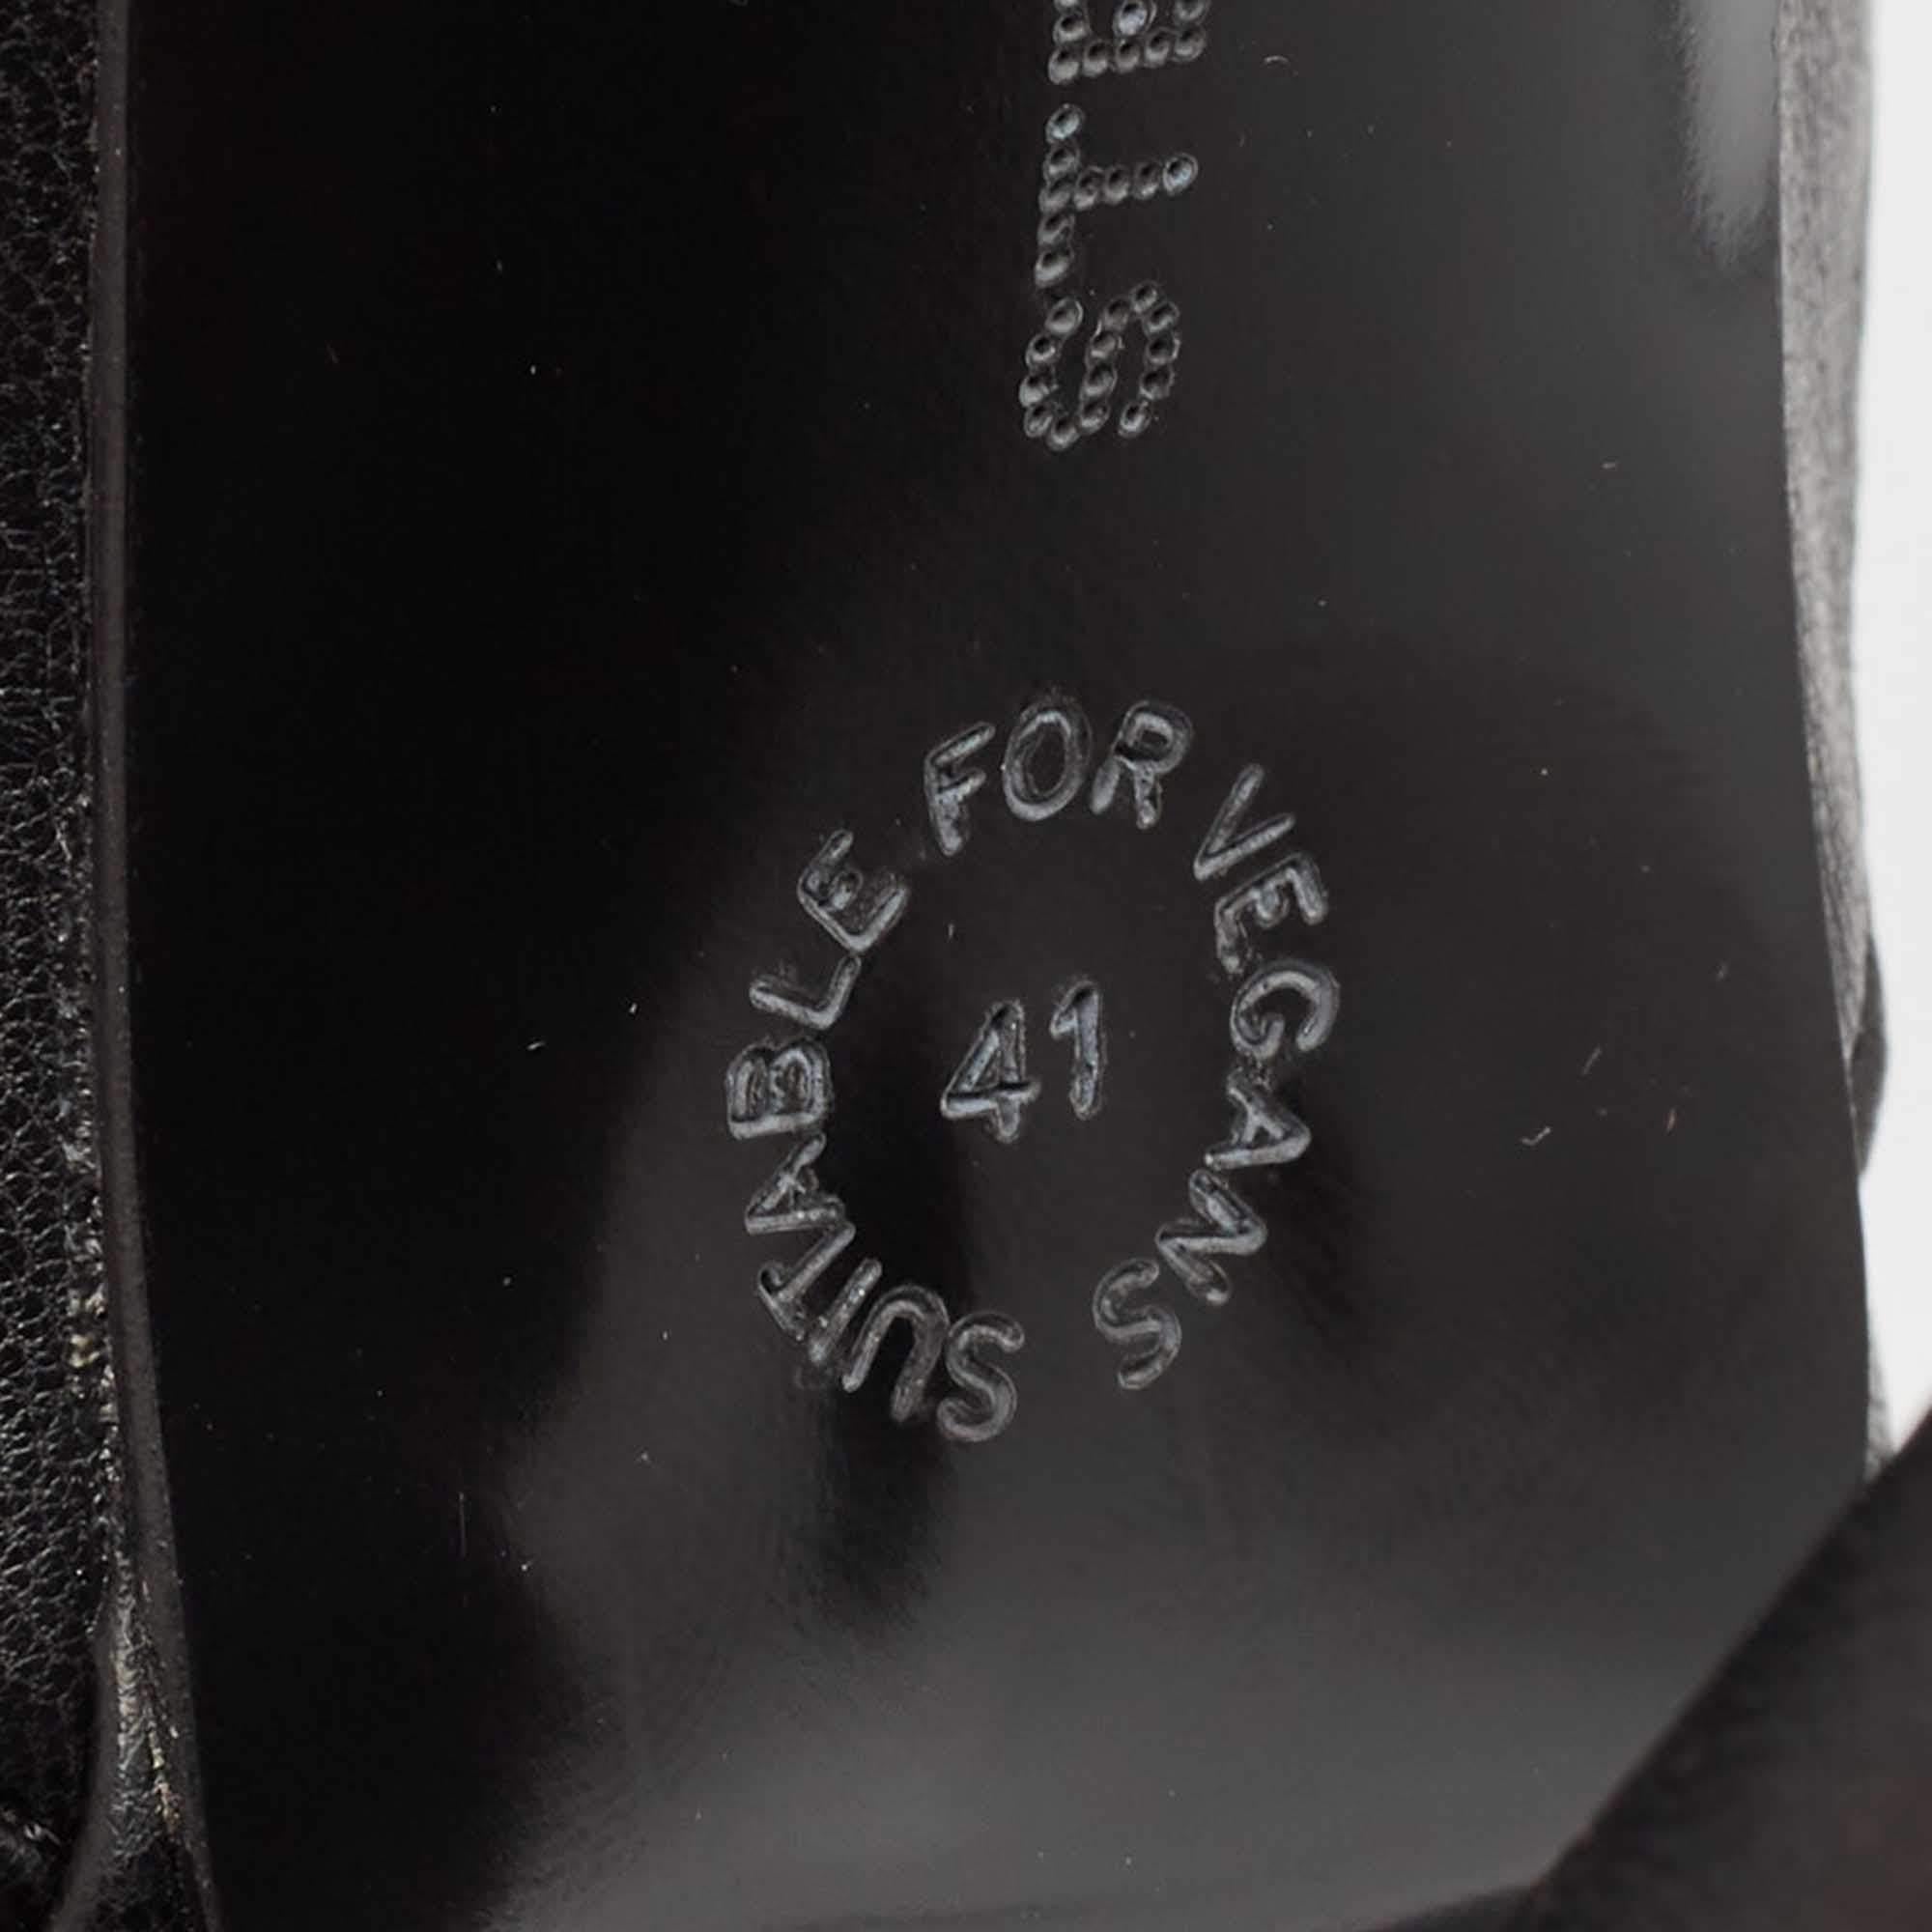 SUITABLE FOR VEGANS
41